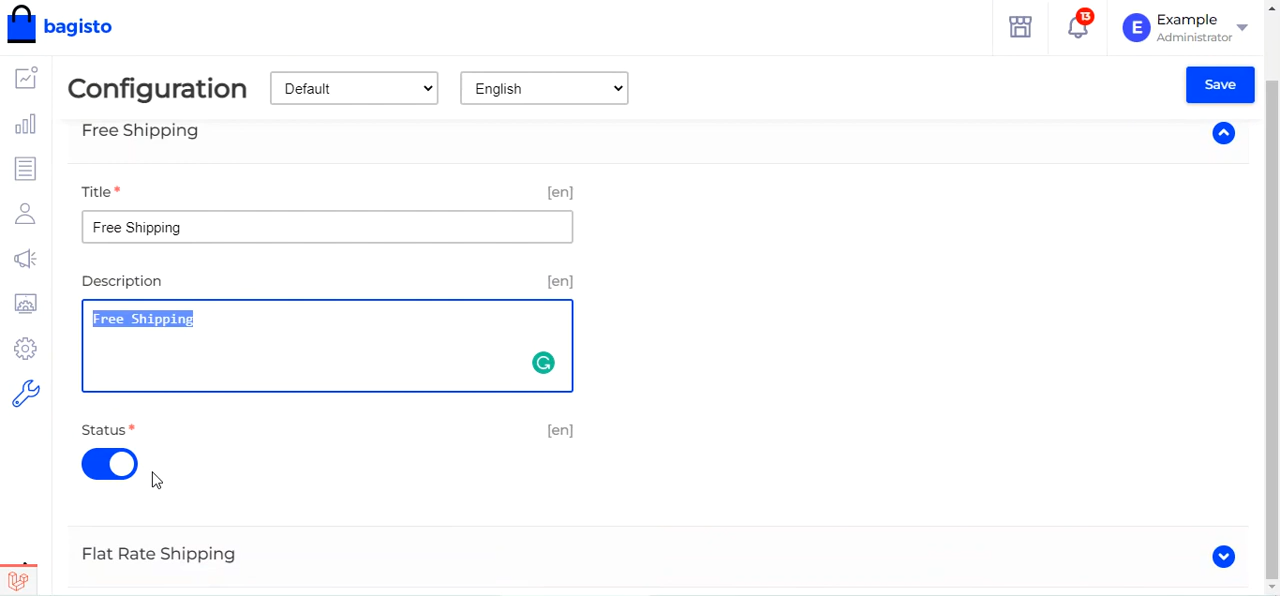 bagisto
13
E
Example
Administrator
Configuration
Default
English
Save
Free Shipping
Title *
[en]
Free Shipping
Description
[en]
Free Shipping
Status *
[en]
Flat Rate Shipping